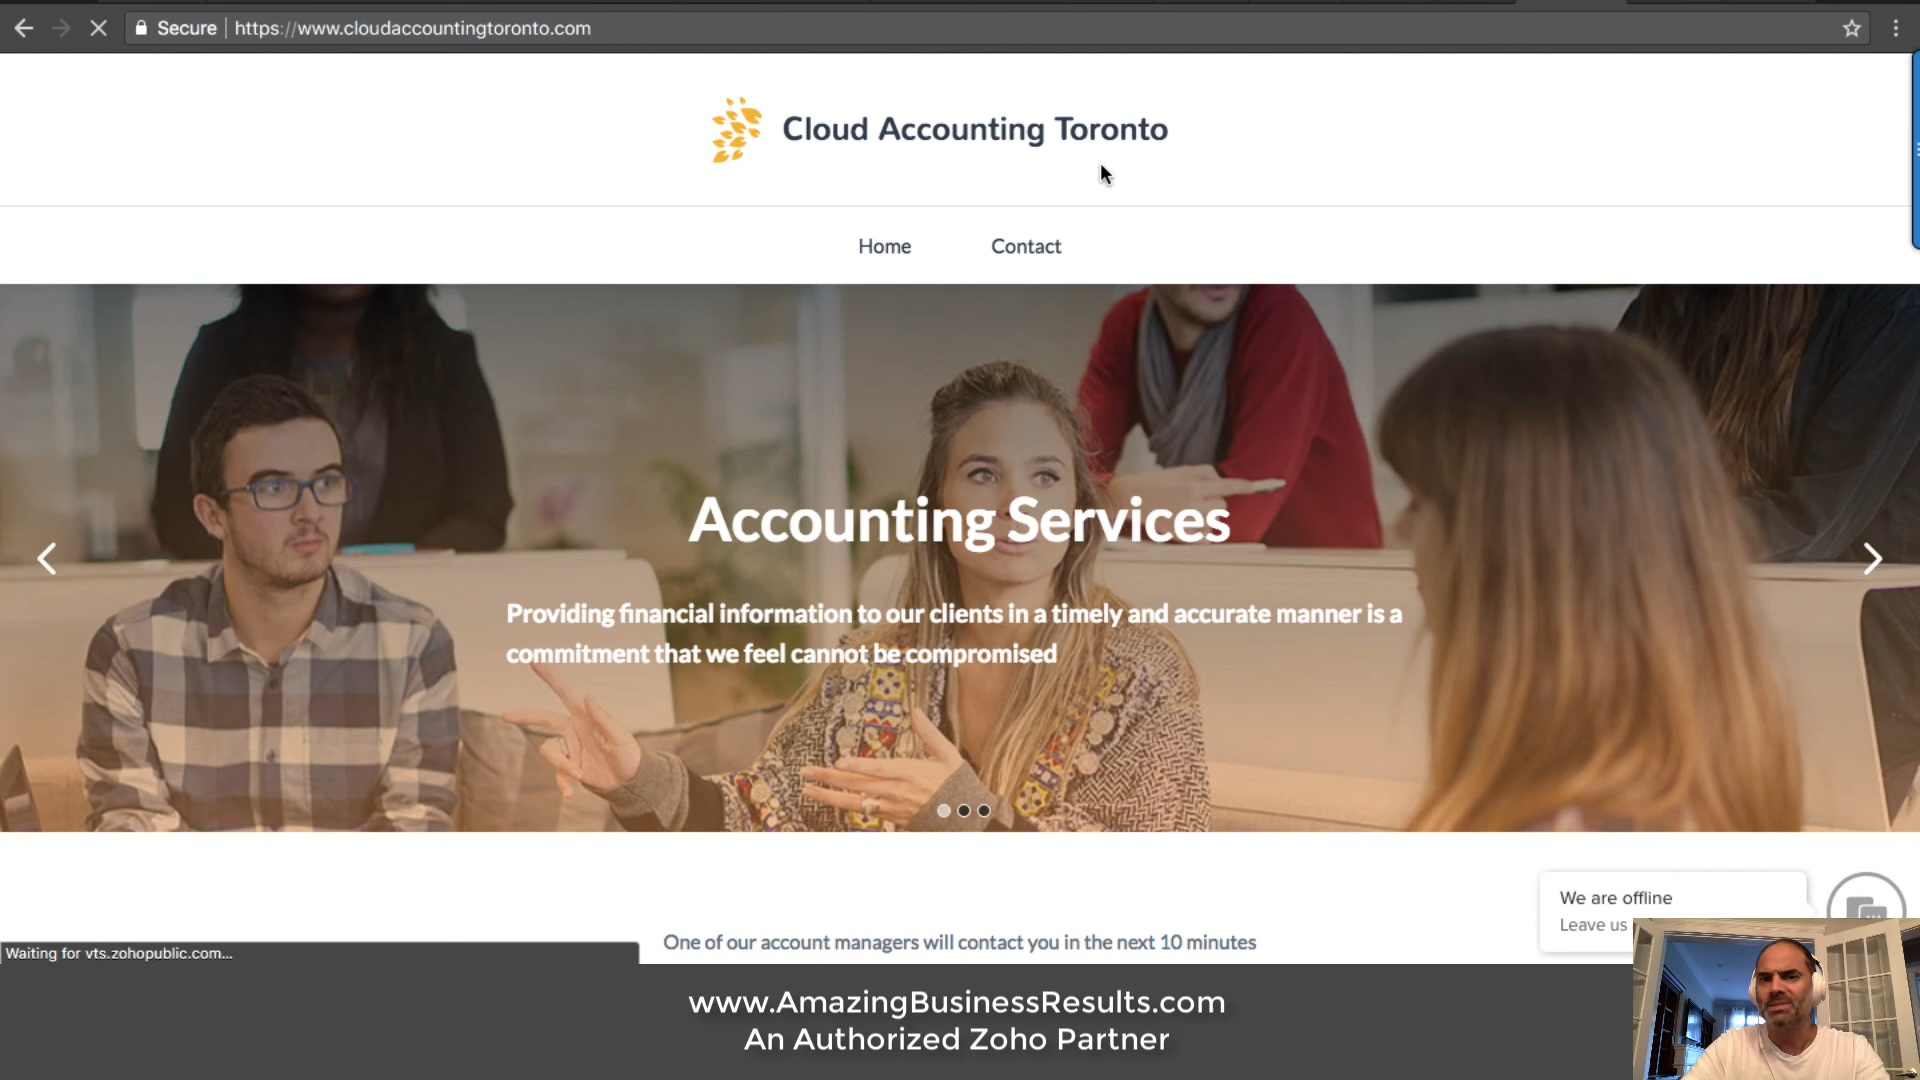 Secure https://www.cloudaccountingtoronto.com
Cloud Accounting Toronto
Home Contact
Accounting Services
Providing financial information to our clients in a timely and accurate manner is a
commitment that we feel cannot be compromised
We are offline
Leave us
One of our account managers will contact you in the next 10 minutes
Waiting for vts.zohopublic.com...
www.AmazingBusinessResults.com
An Authorized Zoho Partner